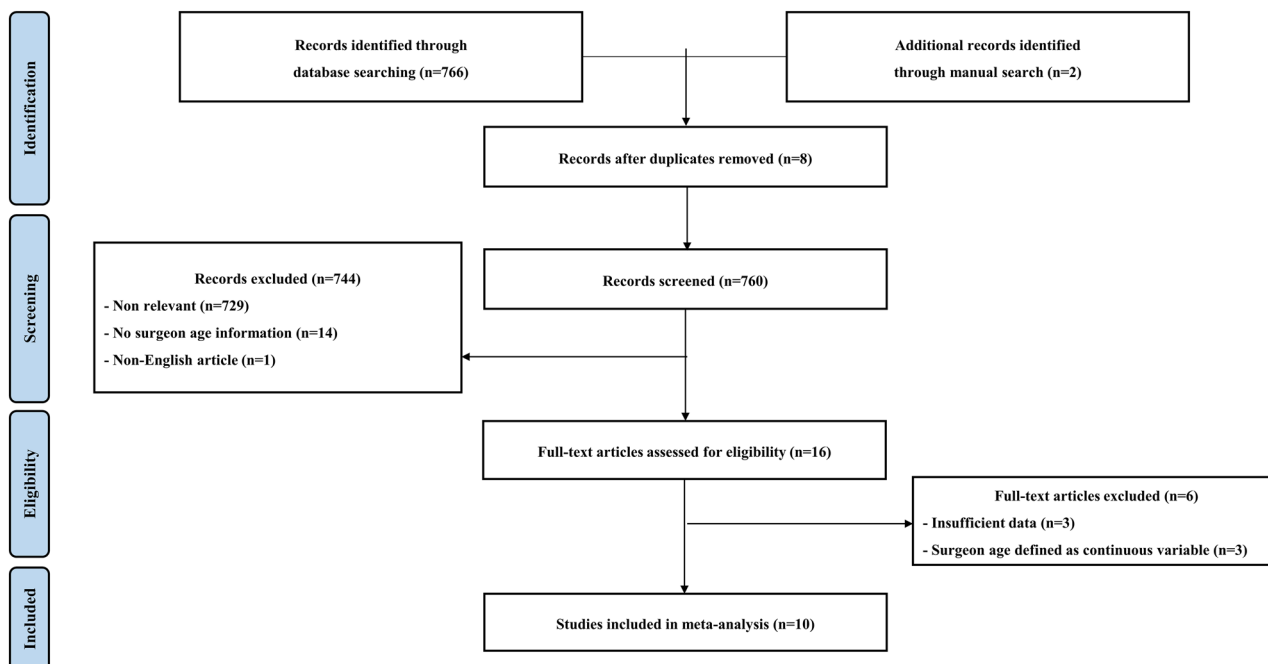 Identification
Records identified through
database searching (n=766)
Additional records identified
through manual search (n=2)
Records after duplicates removed (n=8)
Screening
Records excluded (n=744)
- Non relevant (n=729)
- No surgeon age information (n=14)
- Non-English article (n=1)
Records screened (n=760)
Eligibility
Full-text articles assessed for eligibility (n=16)
Full-text articles excluded (n=6)
- Insufficient data (n=3)
- Surgeon age defined as continuous variable (n=3)
Included
Studies included in meta-analysis (n=10)